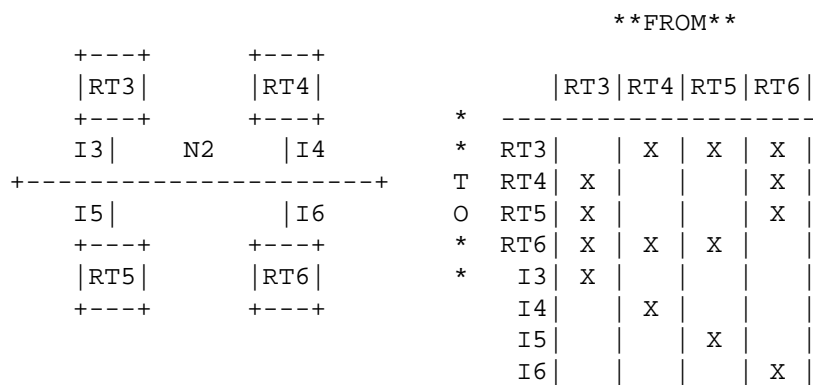 **FROM**
     +---+          +---+
     |RT3|          |RT4|              |RT3|RT4|RT5|RT6|
     +---+          +---+        *  --------------------
     I3|    N2      |I4          *  RT3|   | X | X | X |
 +----------------------+        T  RT4| X |   |   | X |
     I5|            |I6          O  RT5| X |   |   | X |
     +---+          +---+        *  RT6| X | X | X |   |
     |RT5|          |RT6|        *   I3| X |   |   |   |
     +---+          +---+            I4|   | X |   |   |
                                     I5|   |   | X |   |
                                     I6|   |   |   | X |